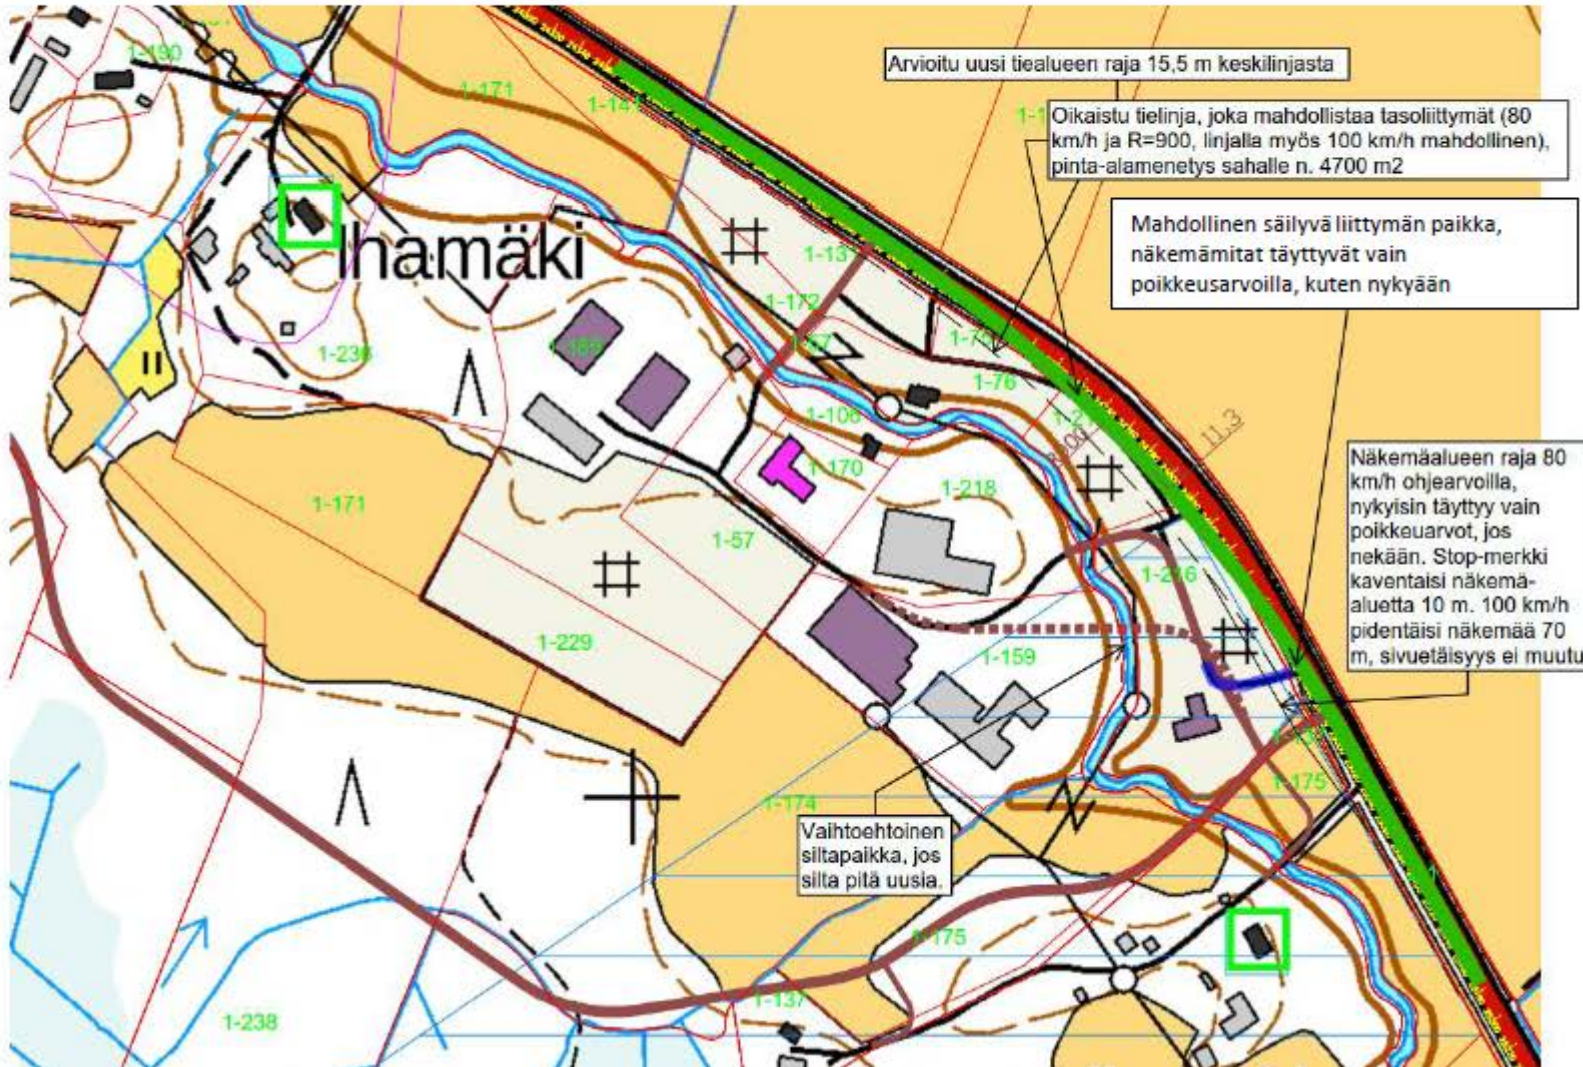 Arvioitu uusi tiealueen raja 15,5 m keskilinjasta
Oikaistu tielinja, joka mahdollistaa tasoliittymät (80
km/h ja R=900, linjalla myös 100 km/h mahdollinen),
pinta-alamenetys sahalle n. 4700 m2
Mahdollinen säilyvä liittymän paikka,
näkemämitat täyttyvät vain
poikkeusarvoilla, kuten nykyään
Näkemäalueen raja 80
km/h ohjearvoilla,
nykyisin täyttyy vain
poikkeuarvot, jos
nekään. Stop-merkki
kaventaisi näkemä-
aluetta 10 m. 100 km/h
pidentäisi näkemää 70
m, sivuetäisyys ei muutu
Vaihtoehtoinen
siltapaikka, jos
silta pitä uusia.
Ihamäki
1-190
1-171
1-141
1-172
1-76
1-236
1-106
1-170
1-218
1-171
1-57
1-229
1-159
1-174
1-175
1-175
1-137
1-238
11,3